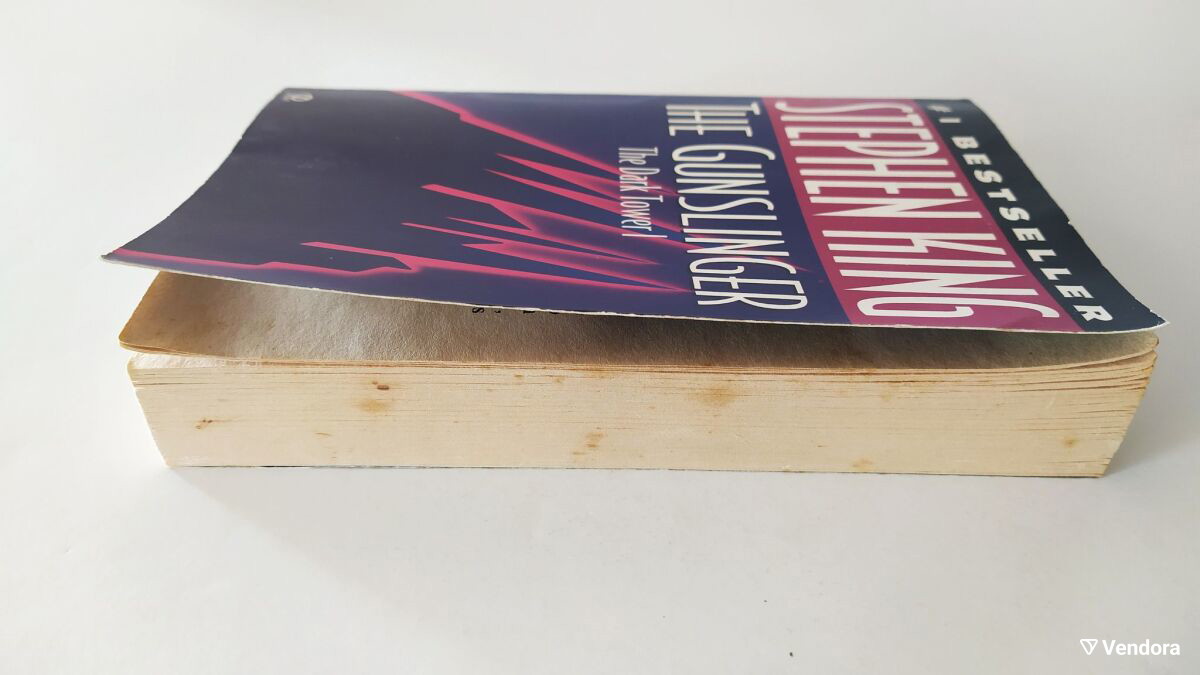 #1 BESTSELLER
STEPHEN KING
THE GUNSLINGER
The Dark Tower I
s
Vendora